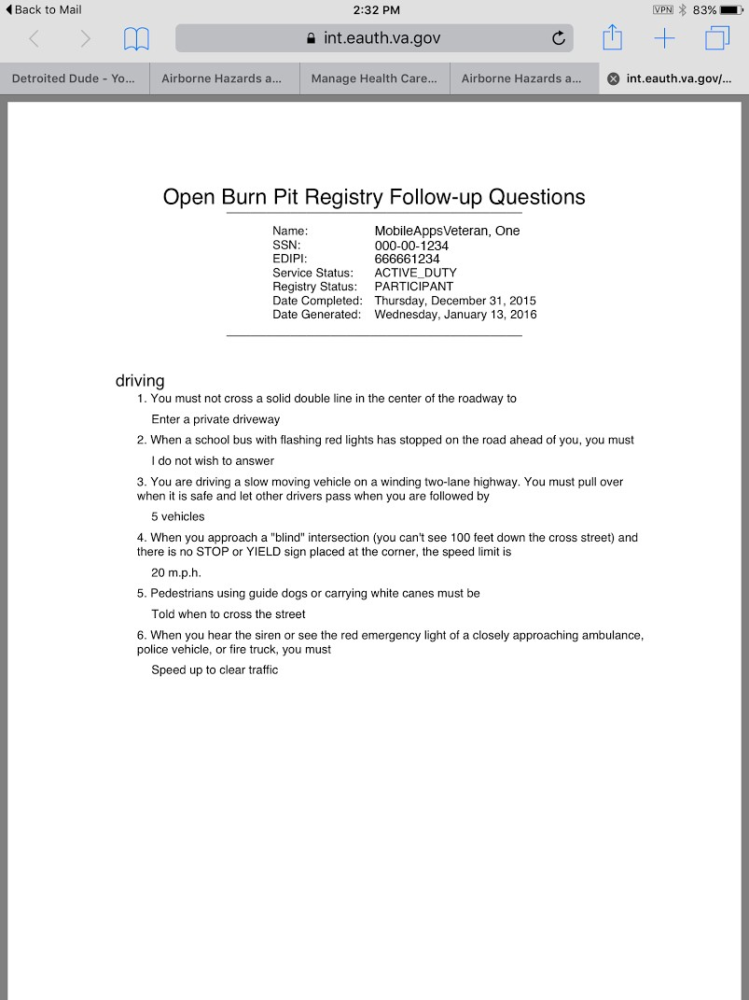 Back to Mail 2:32 PM VPN 83%
int.eauth.va.gov
Detroited Dude - Yo... Airborne Hazards a... Manage Health Care... Airborne Hazards a... int.eauth.va.gov/...
Open Burn Pit Registry Follow-up Questions
Name: MobileAppsVeteran, One
SSN: 000-00-1234
EDIPI: 666661234
Service Status: ACTIVE_DUTY
Registry Status: PARTICIPANT
Date Completed: Thursday, December 31, 2015
Date Generated: Wednesday, January 13, 2016
driving
1. You must not cross a solid double line in the center of the roadway to
Enter a private driveway
2. When a school bus with flashing red lights has stopped on the road ahead of you, you must
I do not wish to answer
3. You are driving a slow moving vehicle on a winding two-lane highway. You must pull over
when it is safe and let other drivers pass when you are followed by
5 vehicles
4. When you approach a "blind" intersection (you can't see 100 feet down the cross street) and
there is no STOP or YIELD sign placed at the corner, the speed limit is
20 m.p.h.
5. Pedestrians using guide dogs or carrying white canes must be
Told when to cross the street
6. When you hear the siren or see the red emergency light of a closely approaching ambulance,
police vehicle, or fire truck, you must
Speed up to clear traffic